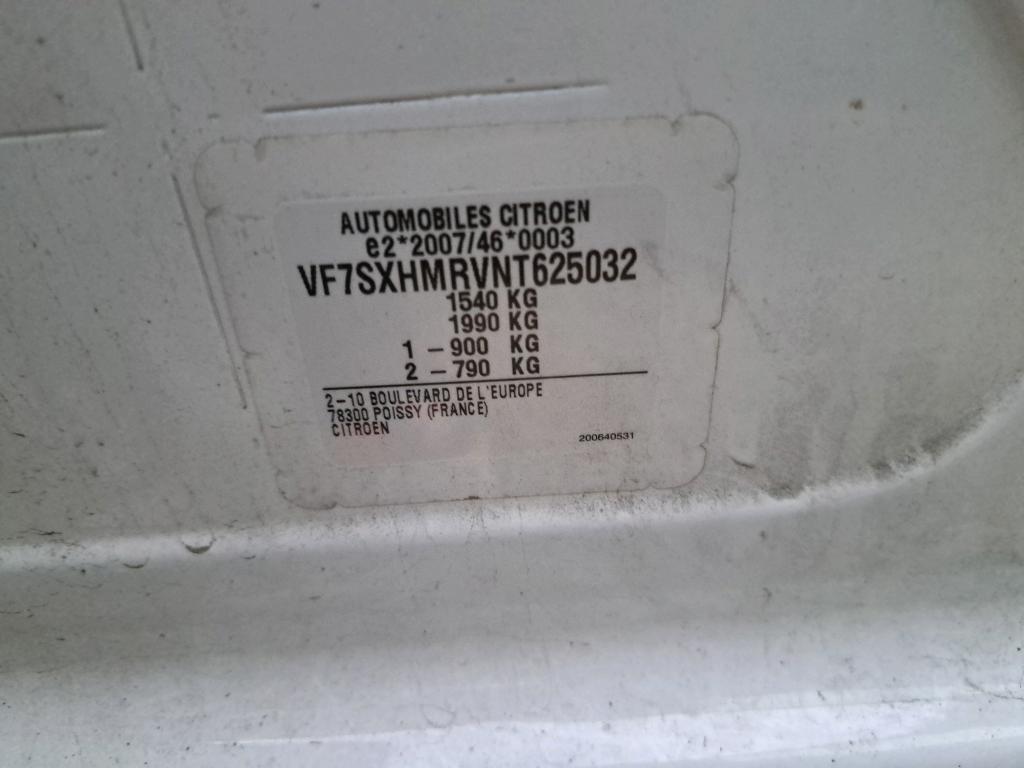 AUTOMOBILES CITROEN
e2*2007/46*0003
VF7SXHMRVNT625032
1540 KG
1990 KG
1 - 900 KG
2 - 790 KG
2-10 BOULEVARD DE L'EUROPE
78300 POISSY (FRANCE)
CITROEN
200640531